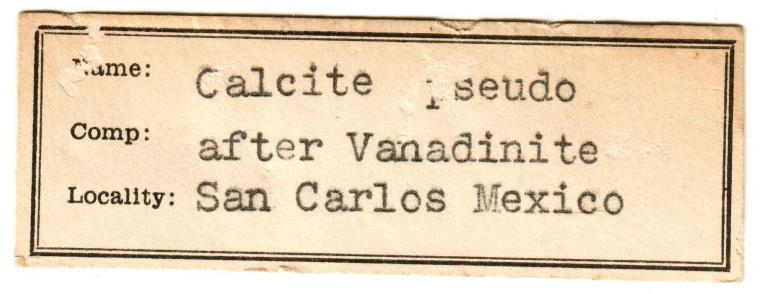 Name: Calcite pseudo
Comp: after Vanadinite
Locality: San Carlos Mexico